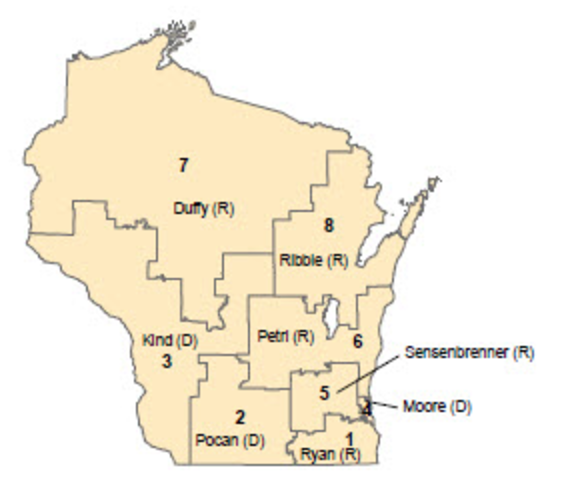 7
Duffy (R)
8
Ribble (R)
Kind (D)
3
Petri (R)
6
Sensenbrenner (R)
5
4
Moore (D)
2
Pocan (D)
1
Ryan (R)